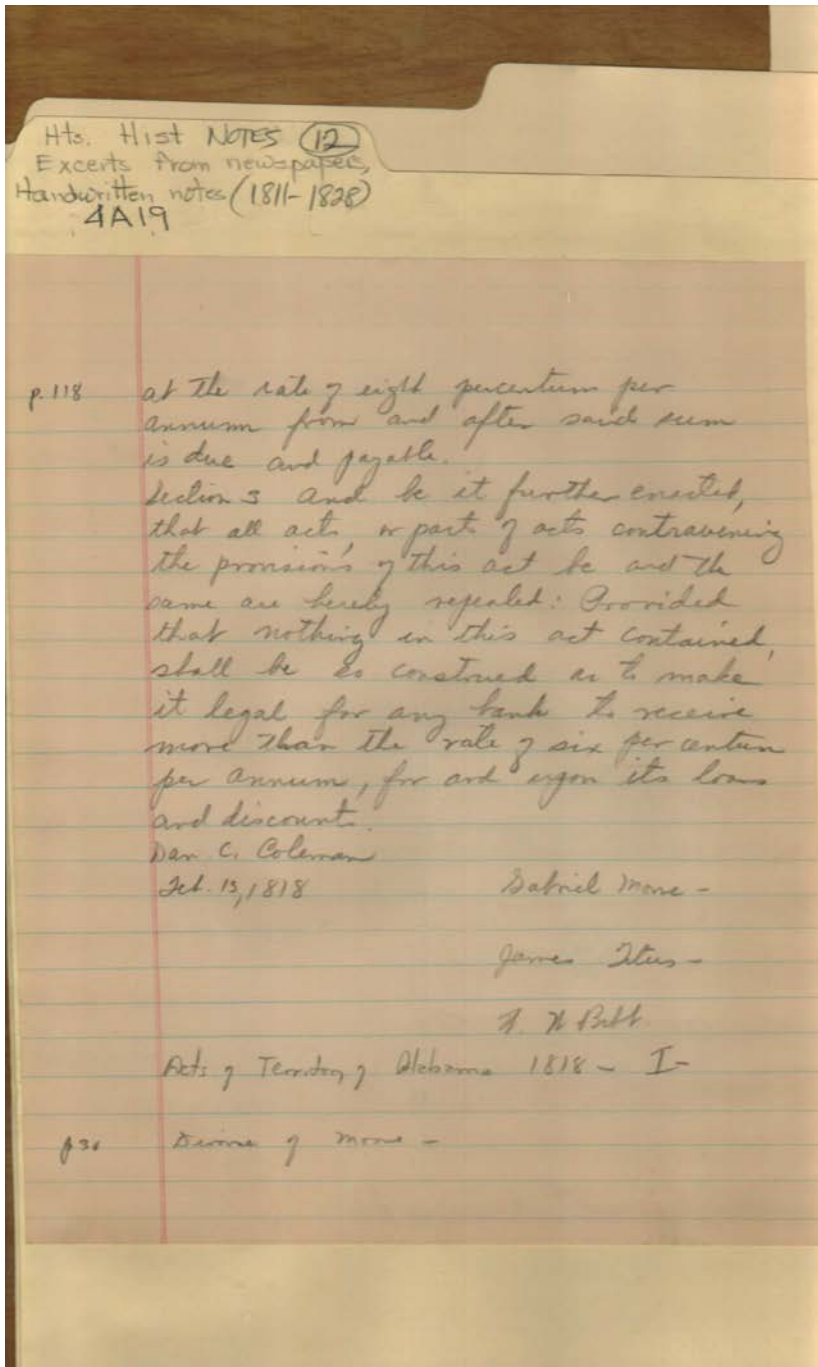 Hts. Hist NOTES (12)
Excerts from newspapers,
Handwritten notes (1811-1828)
4A19
p. 118 at the rate of eight percentum per
annum from and after said sum
is due and payable.
Section 3 and be it further enacted,
that all acts, or parts of acts contravening
the provisions of this act be and the
same are hereby repealed: Provided
that nothing in this act contained,
shall be so construed as to make
it legal for any bank to receive
more than the rate of six per centum
per annum, for and upon its loans
and discounts.
Dan C. Coleman
Feb. 13, 1818 Gabriel Moore -
James Titus -
Bibb
Acts of Territory of Alabama 1818 - I -
p 36 Divorce of Moore -